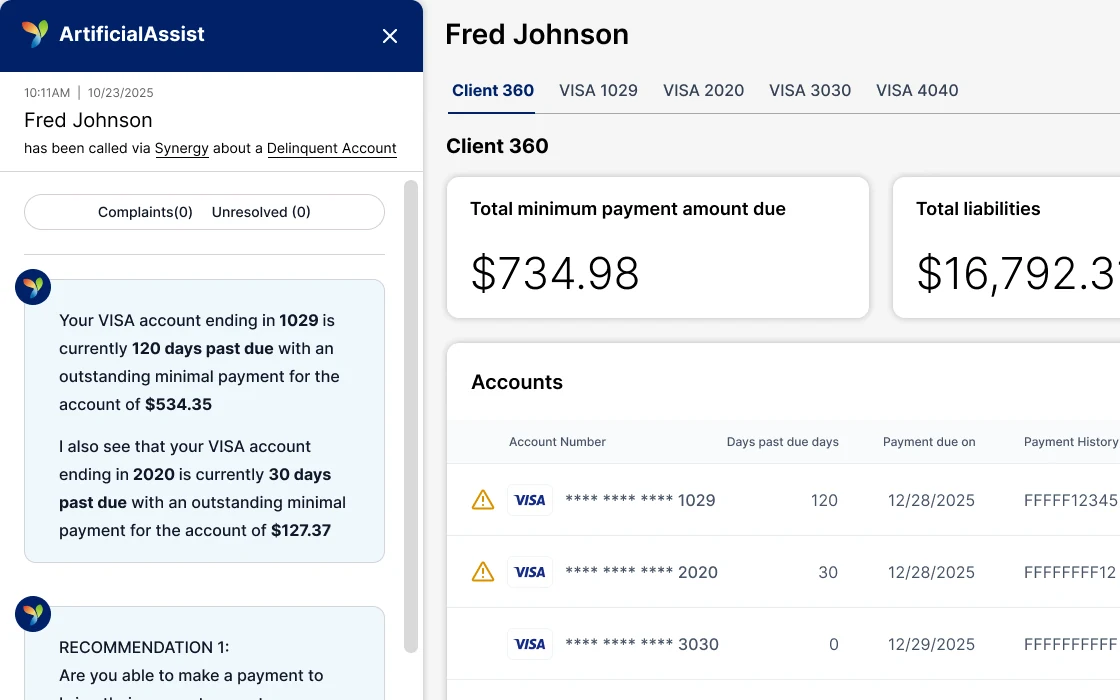 ArtificialAssist
10:11AM | 10/23/2025
Fred Johnson
has been called via Synergy about a Delinquent Account
Complaints(0) Unresolved (0)
Your VISA account ending in 1029 is
currently 120 days past due with an
outstanding minimal payment for the
account of $534.35
I also see that your VISA account
ending in 2020 is currently 30 days
past due with an outstanding minimal
payment for the account of $127.37
RECOMMENDATION 1:
Are you able to make a payment to
Fred Johnson
Client 360 VISA 1029 VISA 2020 VISA 3030 VISA 4040
Client 360
Total minimum payment amount due
$734.98
Total liabilities
$16,792.3
Accounts
Account Number Days past due days Payment due on Payment History
VISA **** **** **** 1029 120 12/28/2025 FFFFF12345
VISA **** **** **** 2020 30 12/28/2025 FFFFFFFF12
VISA **** **** **** 3030 0 12/29/2025 FFFFFFFFFF